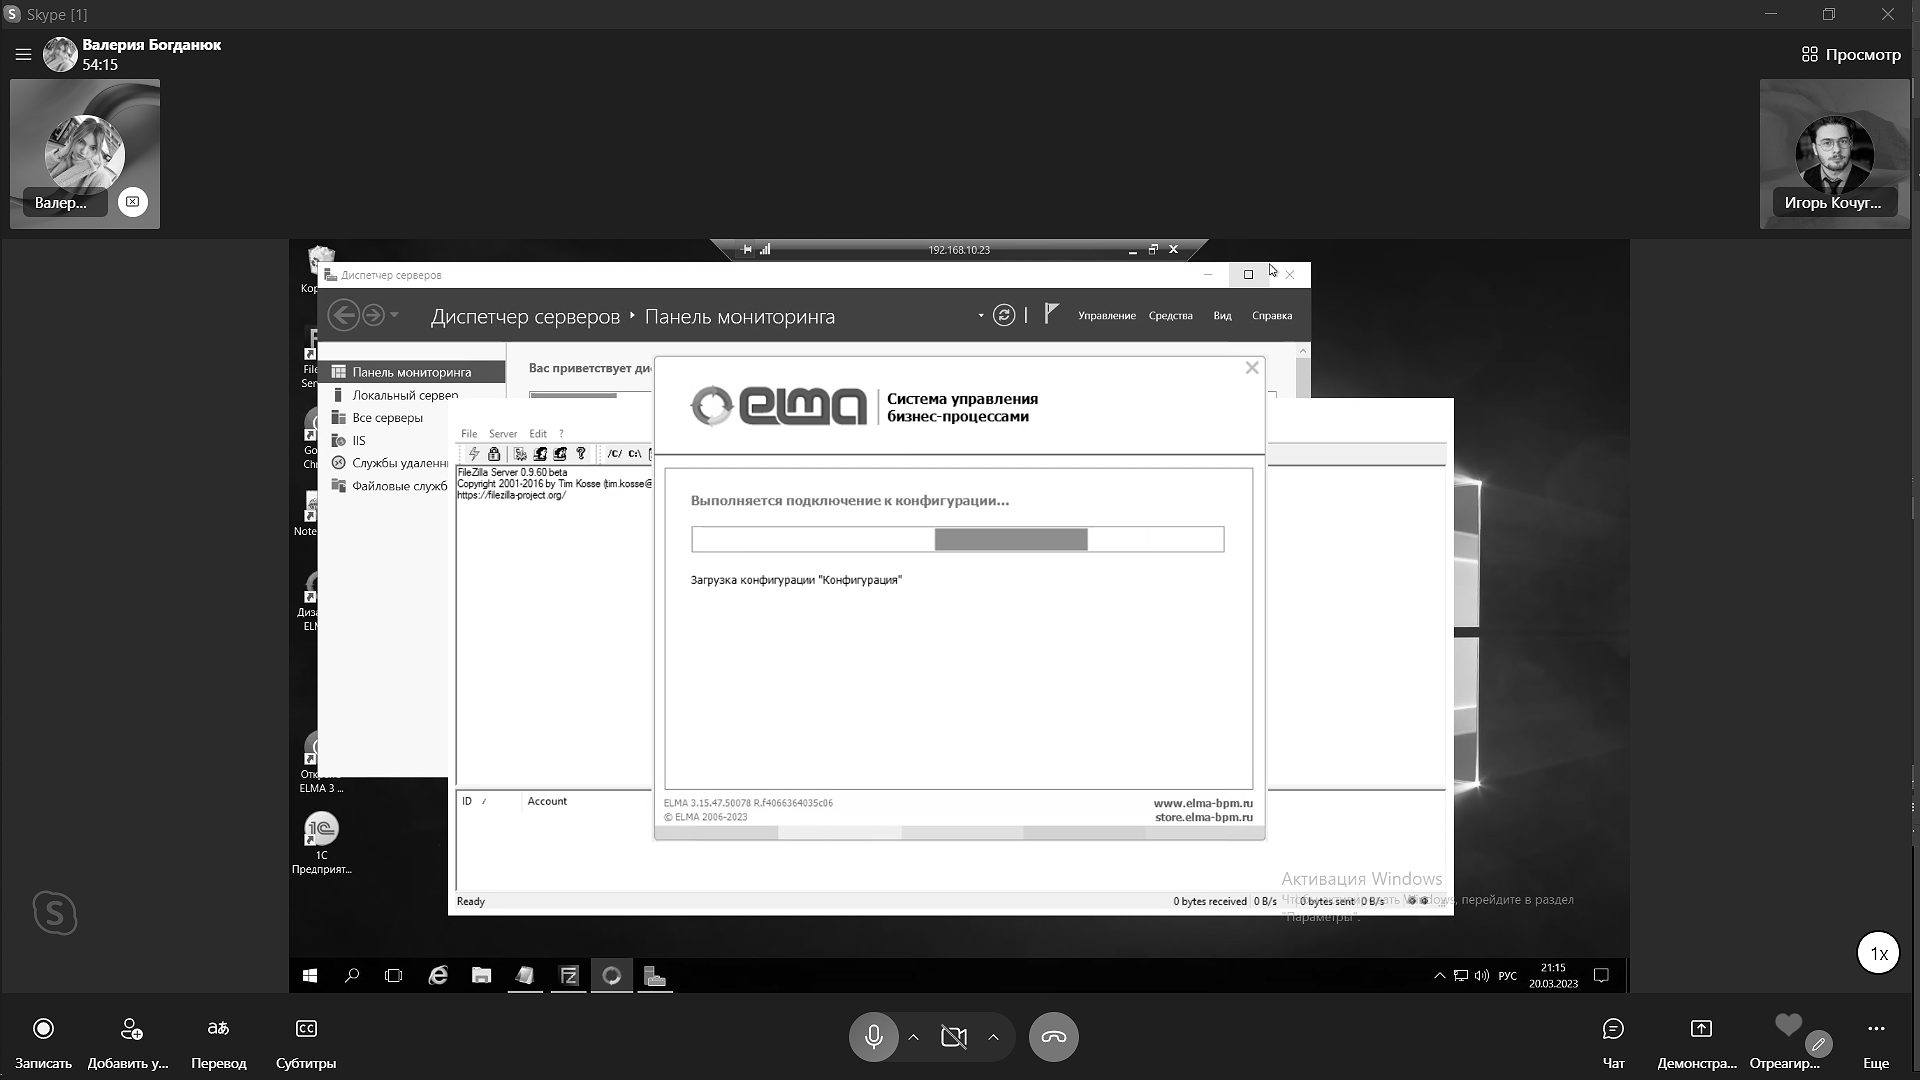 Skype [1]
Валерия Богданюк
54:15
Просмотр
Валер...
Игорь Кочуг...
192.168.10.23
Диспетчер серверов
Диспетчер серверов ‣ Панель мониторинга
Управление Средства Вид Справка
Панель мониторинга
Локальный сервер
Все серверы
IIS
Службы удаленн
Файловые служб
Вас приветствует ди
File Server Edit ?
/C/ C:\
FileZilla Server 0.9.60 beta
Copyright 2001-2016 by Tim Kosse (tim.kosse@
https://filezilla-project.org/
elma
Система управления
бизнес-процессами
Выполняется подключение к конфигурации...
Загрузка конфигурации "Конфигурация"
ELMA 3.15.47.50078 R.f4066364035c06
© ELMA 2006-2023
www.elma-bpm.ru
store.elma-bpm.ru
ID / Account
Ready
0 bytes received 0 B/s 0 bytes sent 0 B/s
Активация Windows
перейдите в раздел
"Параметры".
Кор
File
Ser
Go
Chr
Note
Диза
ELM
ELMA 3 ...
1С
Предприят...
РУС
21:15
20.03.2023
1x
Записать
Добавить у...
Перевод
Субтитры
Чат
Демонстра...
Отреагир...
Еще